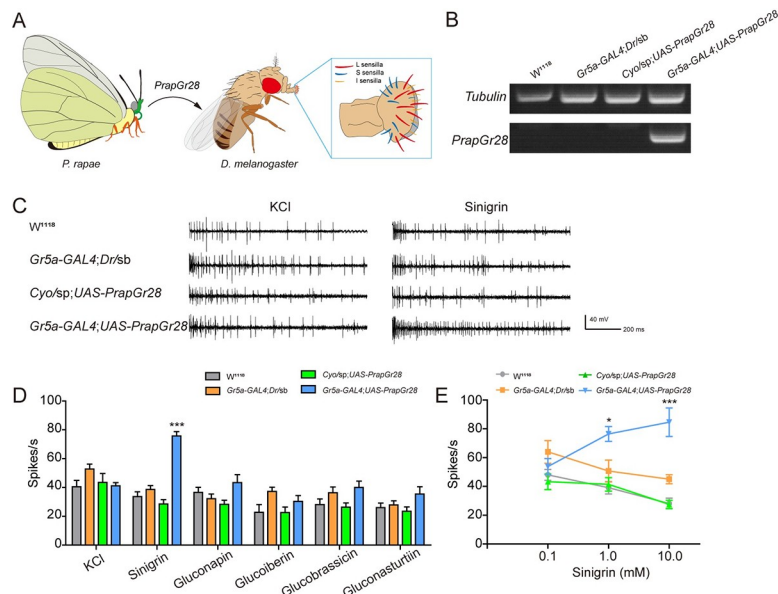 A
PrapGr28
P. rapae
D. melanogaster
L sensilla
S sensilla
I sensilla
B
W¹¹¹⁸
Gr5a-GAL4;Dr/sb
Cyo/sp;UAS-PrapGr28
Gr5a-GAL4;UAS-PrapGr28
Tubulin
PrapGr28
C
KCl Sinigrin
W¹¹¹⁸
Gr5a-GAL4;Dr/sb
Cyo/sp;UAS-PrapGr28
Gr5a-GAL4;UAS-PrapGr28
40 mV
200 ms
D
W¹¹¹⁸ Cyo/sp;UAS-PrapGr28
Gr5a-GAL4;Dr/sb Gr5a-GAL4;UAS-PrapGr28
Spikes/s
100
80
60
40
20
0
***
KCl
Sinigrin
Gluconapin
Glucoiberin
Glucobrassicin
Gluconasturtiin
E
W¹¹¹⁸ Cyo/sp;UAS-PrapGr28
Gr5a-GAL4;Dr/sb Gr5a-GAL4;UAS-PrapGr28
Spikes/s
100
80
60
40
20
0
*
***
0.1 1.0 10.0
Sinigrin (mM)